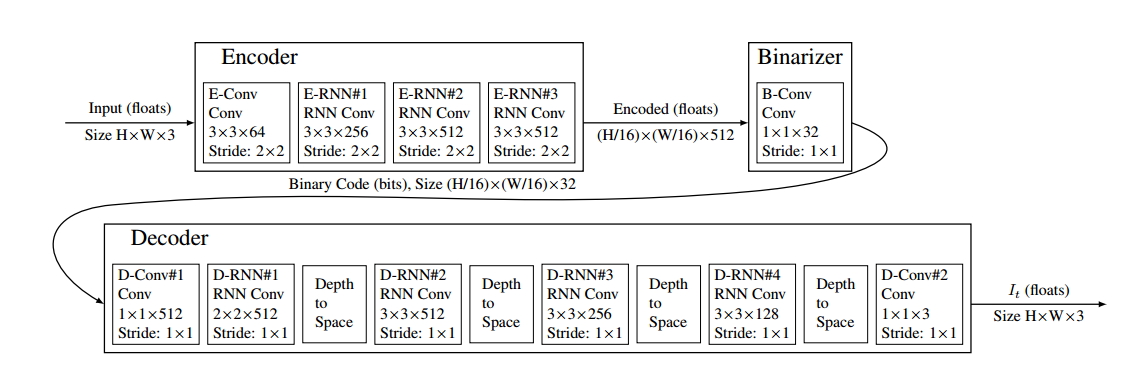 Encoder
E-Conv
Conv
3×3×64
Stride: 2×2
E-RNN#1
RNN Conv
3×3×256
Stride: 2×2
E-RNN#2
RNN Conv
3×3×512
Stride: 2×2
E-RNN#3
RNN Conv
3×3×512
Stride: 2×2
Input (floats)
Size H×W×3
Encoded (floats)
(H/16)×(W/16)×512
Binarizer
B-Conv
Conv
1×1×32
Stride: 1×1
Binary Code (bits), Size (H/16)×(W/16)×32
Decoder
D-Conv#1
Conv
1×1×512
Stride: 1×1
D-RNN#1
RNN Conv
2×2×512
Stride: 1×1
Depth
to
Space
D-RNN#2
RNN Conv
3×3×512
Stride: 1×1
Depth
to
Space
D-RNN#3
RNN Conv
3×3×256
Stride: 1×1
Depth
to
Space
D-RNN#4
RNN Conv
3×3×128
Stride: 1×1
Depth
to
Space
D-Conv#2
Conv
1×1×3
Stride: 1×1
I_t (floats)
Size H×W×3